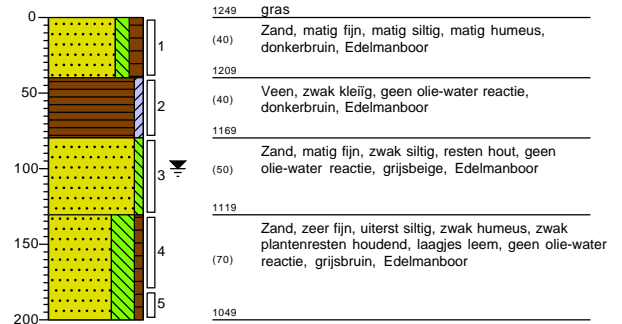 0
50
100
150
200
1
2
3
4
5
1249 gras
(40) Zand, matig fijn, matig siltig, matig humeus,
donkerbruin, Edelmanboor
1209
(40) Veen, zwak kleiïg, geen olie-water reactie,
donkerbruin, Edelmanboor
1169
(50) Zand, matig fijn, zwak siltig, resten hout, geen
olie-water reactie, grijsbeige, Edelmanboor
1119
(70) Zand, zeer fijn, uiterst siltig, zwak humeus, zwak
plantenresten houdend, laagjes leem, geen olie-water
reactie, grijsbruin, Edelmanboor
1049